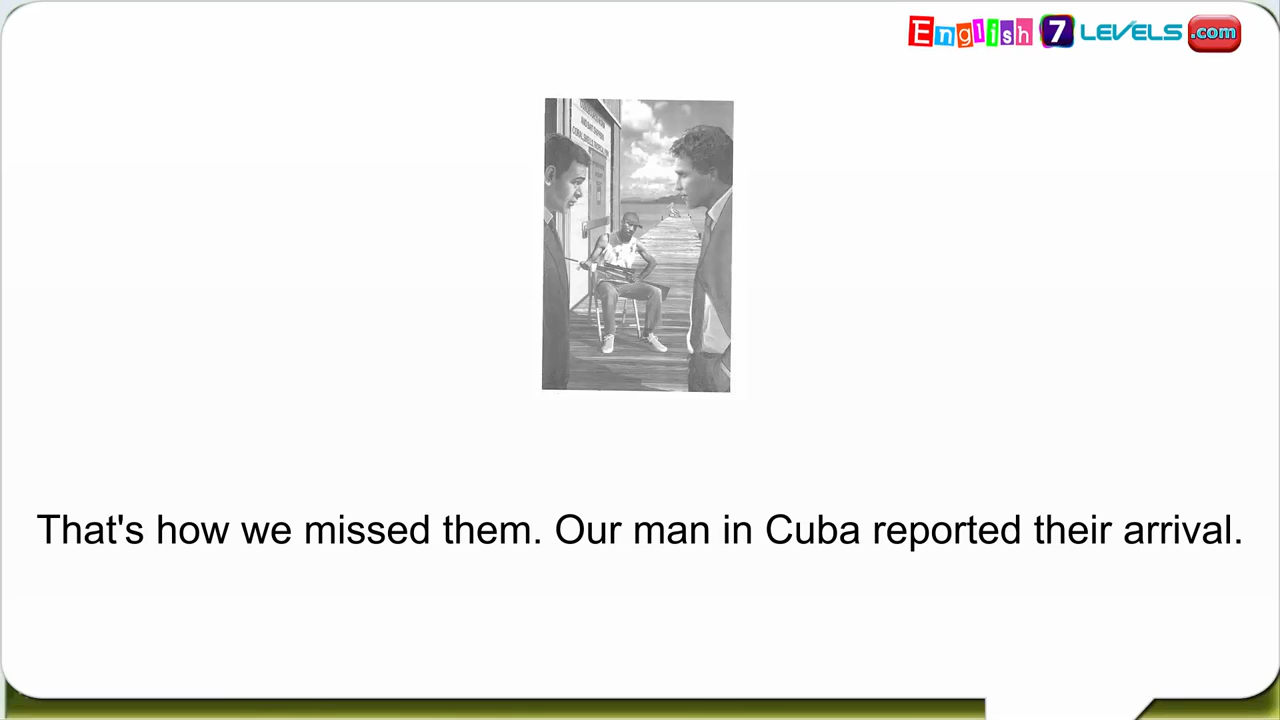 English 7 LEVELS .com
That's how we missed them. Our man in Cuba reported their arrival.